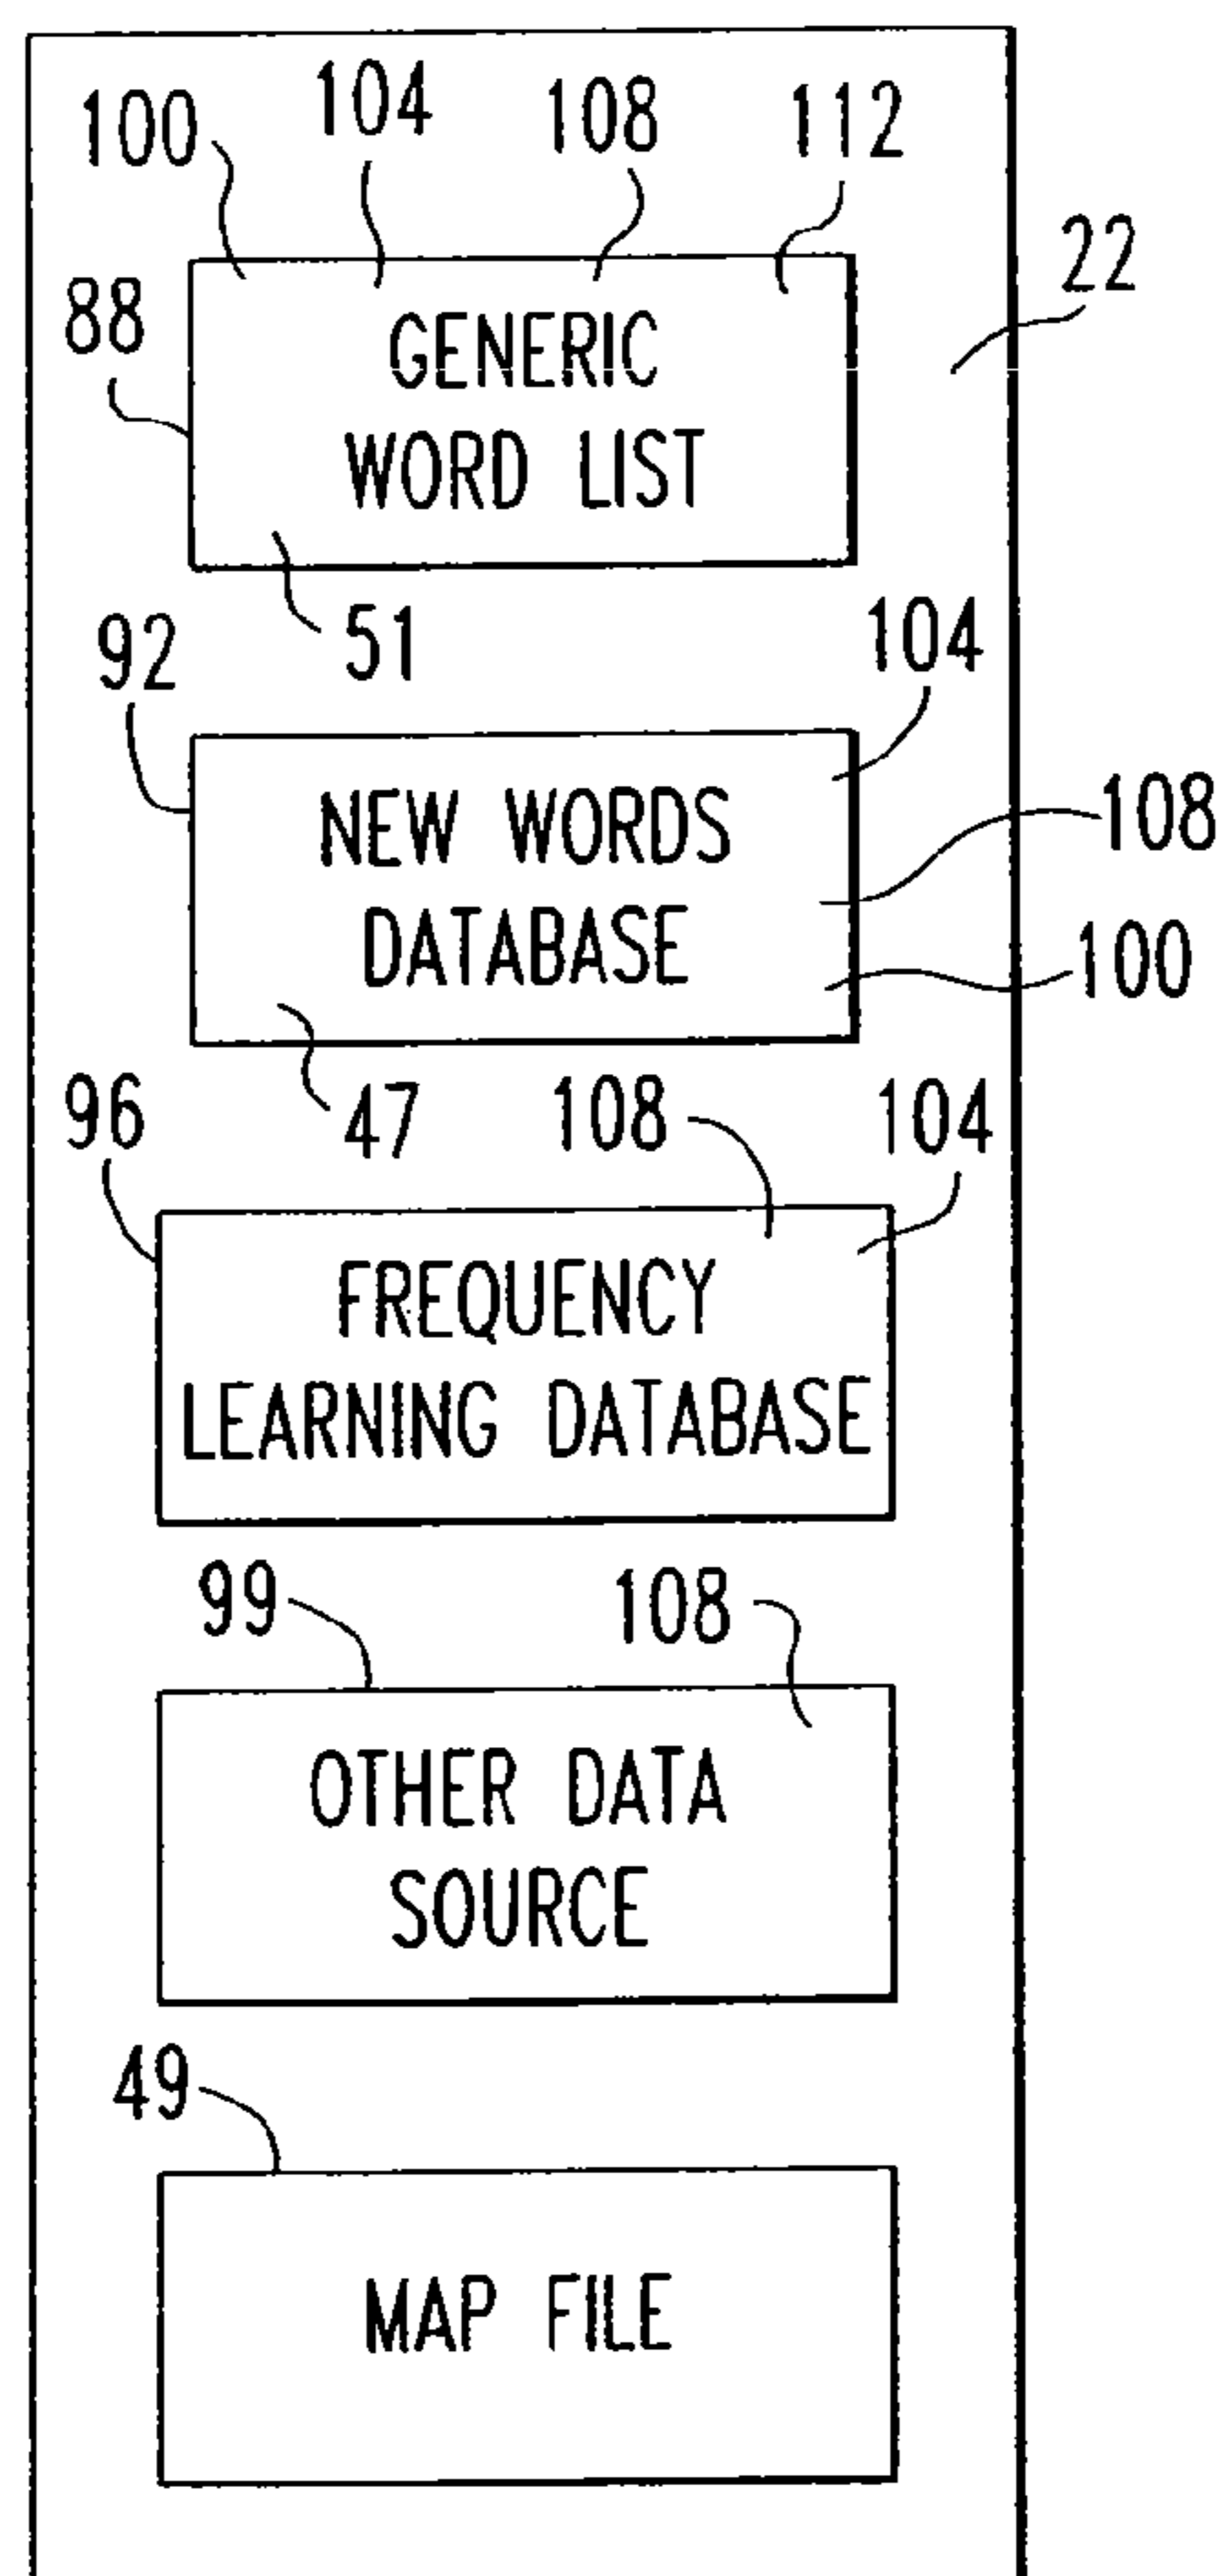 100 104 108 112
22
88
GENERIC
WORD LIST
51
92
104
NEW WORDS
108
DATABASE
100
47
96
108
104
FREQUENCY
LEARNING DATABASE
99
108
OTHER DATA
SOURCE
49
MAP FILE